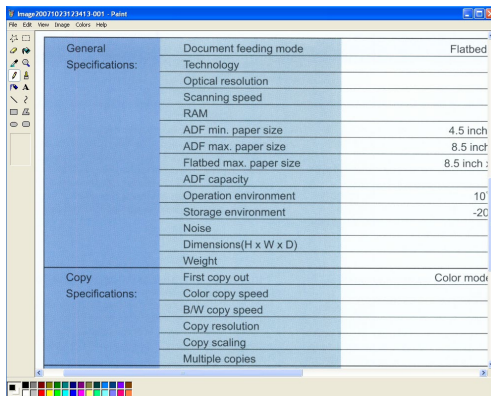 Image20071023123413-001 - Paint
File Edit View Image Colors Help
A
General Specifications:
Document feeding mode Flatbed
Technology
Optical resolution
Scanning speed
RAM
ADF min. paper size 4.5 inch
ADF max. paper size 8.5 inch
Flatbed max. paper size 8.5 inch
ADF capacity
Operation environment 10
Storage environment -20
Noise
Dimensions(H x W x D)
Weight
Copy Specifications:
First copy out Color mode
Color copy speed
B/W copy speed
Copy resolution
Copy scaling
Multiple copies